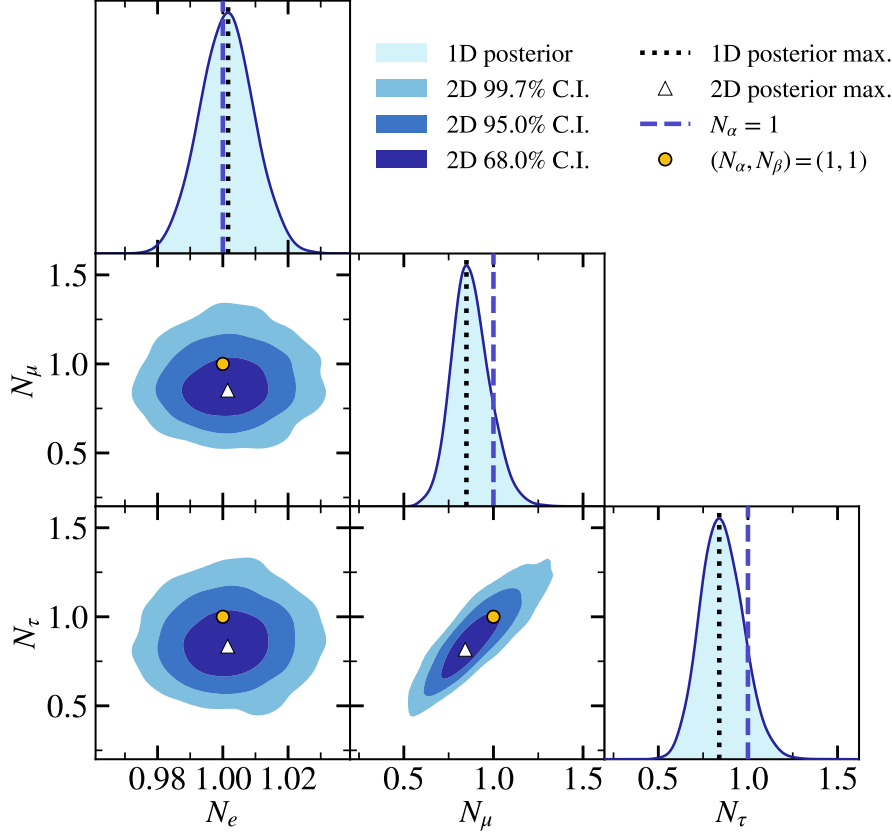 1D posterior
2D 99.7% C.I.
2D 95.0% C.I.
2D 68.0% C.I.
1D posterior max.
2D posterior max.
N_α = 1
(N_α, N_β) = (1, 1)
1.5
1.0
0.5
N_μ
1.5
1.0
0.5
N_τ
0.98 1.00 1.02
0.5 1.0 1.5
0.5 1.0 1.5
N_e
N_μ
N_τ